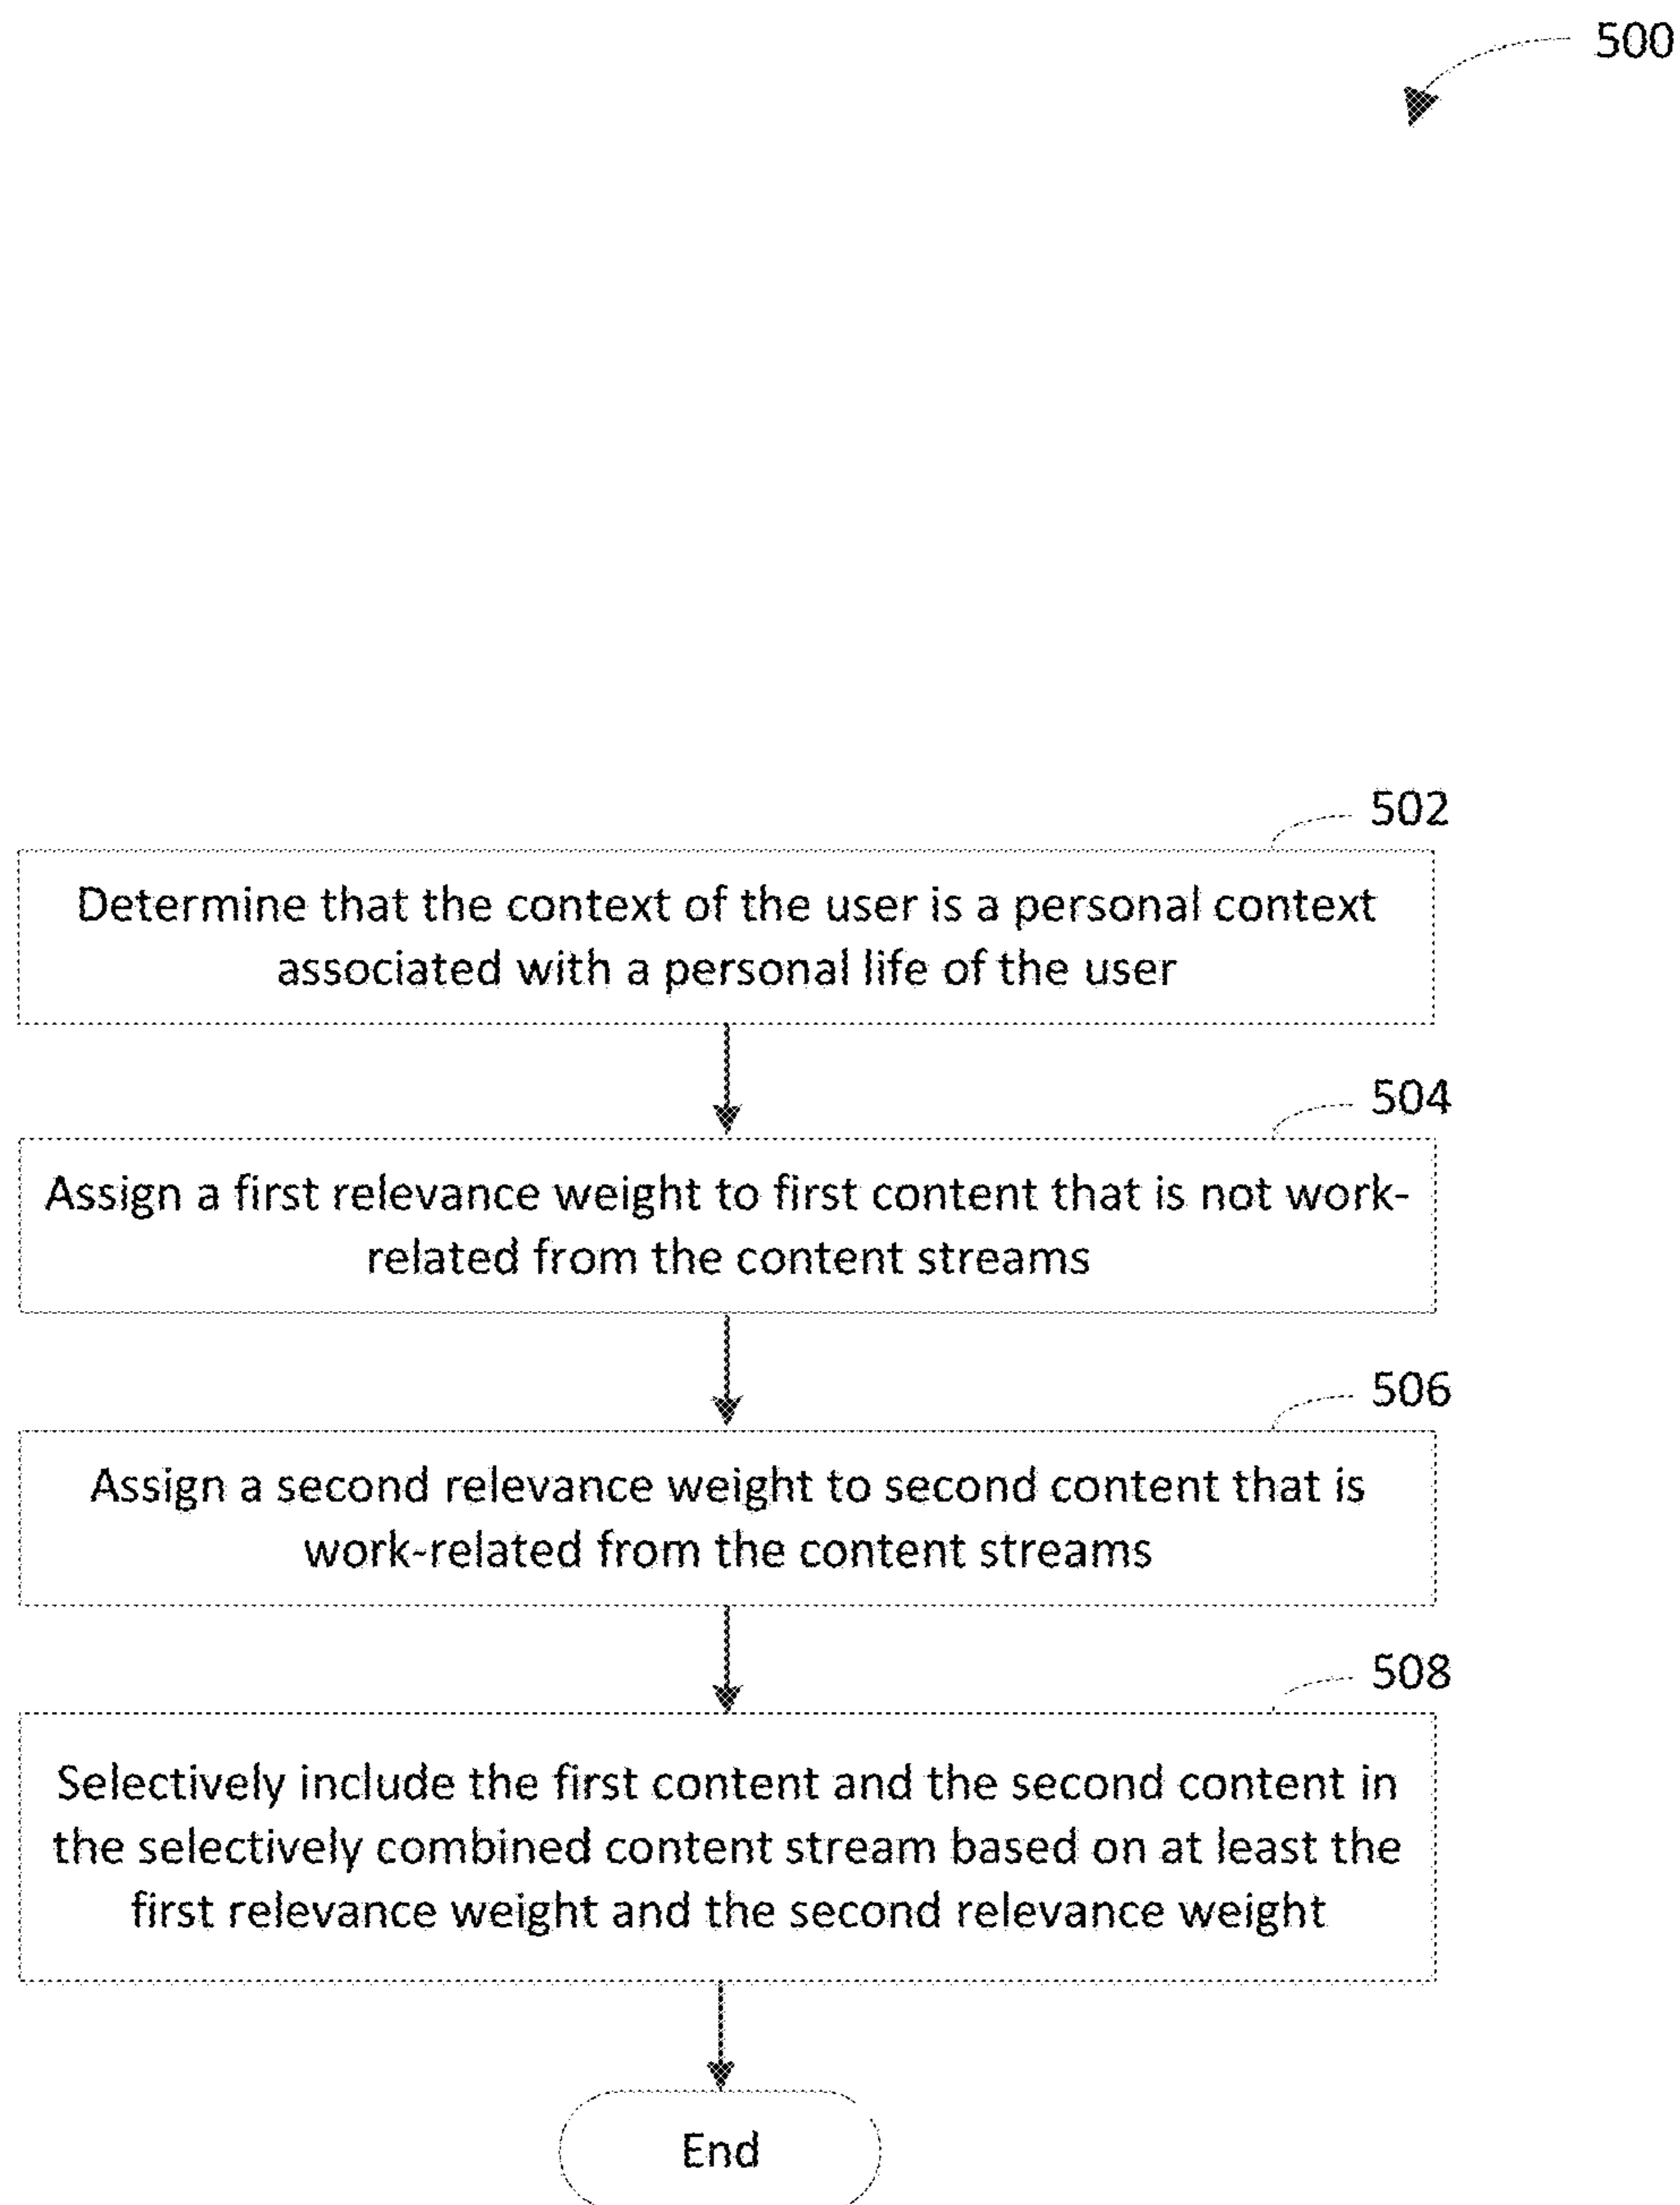 500
502
Determine that the context of the user is a personal context
associated with a personal life of the user
504
Assign a first relevance weight to first content that is not work-
related from the content streams
506
Assign a second relevance weight to second content that is
work-related from the content streams
508
Selectively include the first content and the second content in
the selectively combined content stream based on at least the
first relevance weight and the second relevance weight
End